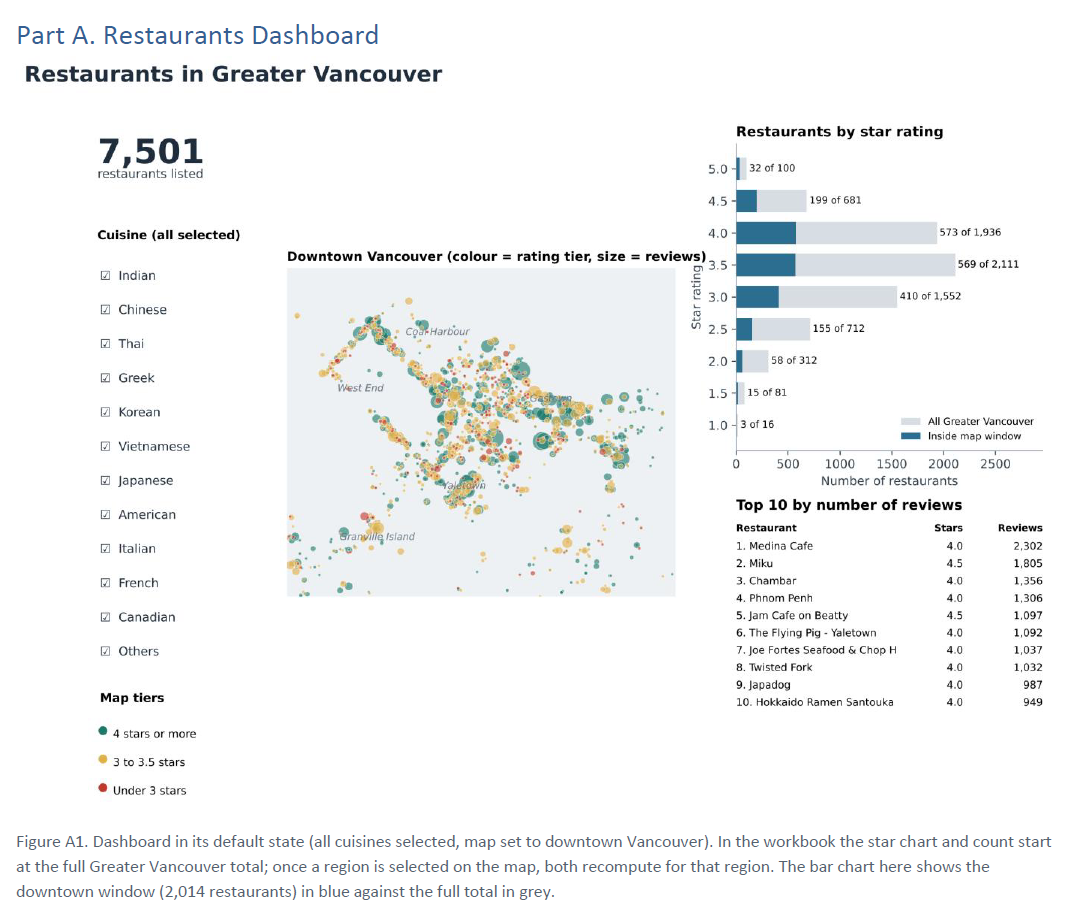 Part A. Restaurants Dashboard
Restaurants in Greater Vancouver
7,501
restaurants listed
Cuisine (all selected)
☑ Indian
☑ Chinese
☑ Thai
☑ Greek
☑ Korean
☑ Vietnamese
☑ Japanese
☑ American
☑ Italian
☑ French
☑ Canadian
☑ Others
Map tiers
4 stars or more
3 to 3.5 stars
Under 3 stars
Downtown Vancouver (colour = rating tier, size = reviews)
Coal Harbour
West End
Gastown
Yaletown
Granville Island
Restaurants by star rating
Star rating
5.0 32 of 100
4.5 199 of 681
4.0 573 of 1,936
3.5 569 of 2,111
3.0 410 of 1,552
2.5 155 of 712
2.0 58 of 312
1.5 15 of 81
1.0 3 of 16
All Greater Vancouver
Inside map window
0 500 1000 1500 2000 2500
Number of restaurants
Top 10 by number of reviews
Restaurant Stars Reviews
1. Medina Cafe 4.0 2,302
2. Miku 4.5 1,805
3. Chambar 4.0 1,356
4. Phnom Penh 4.0 1,306
5. Jam Cafe on Beatty 4.5 1,097
6. The Flying Pig - Yaletown 4.0 1,092
7. Joe Fortes Seafood & Chop H 4.0 1,037
8. Twisted Fork 4.0 1,032
9. Japadog 4.0 987
10. Hokkaido Ramen Santouka 4.0 949
Figure A1. Dashboard in its default state (all cuisines selected, map set to downtown Vancouver). In the workbook the star chart and count start
at the full Greater Vancouver total; once a region is selected on the map, both recompute for that region. The bar chart here shows the
downtown window (2,014 restaurants) in blue against the full total in grey.